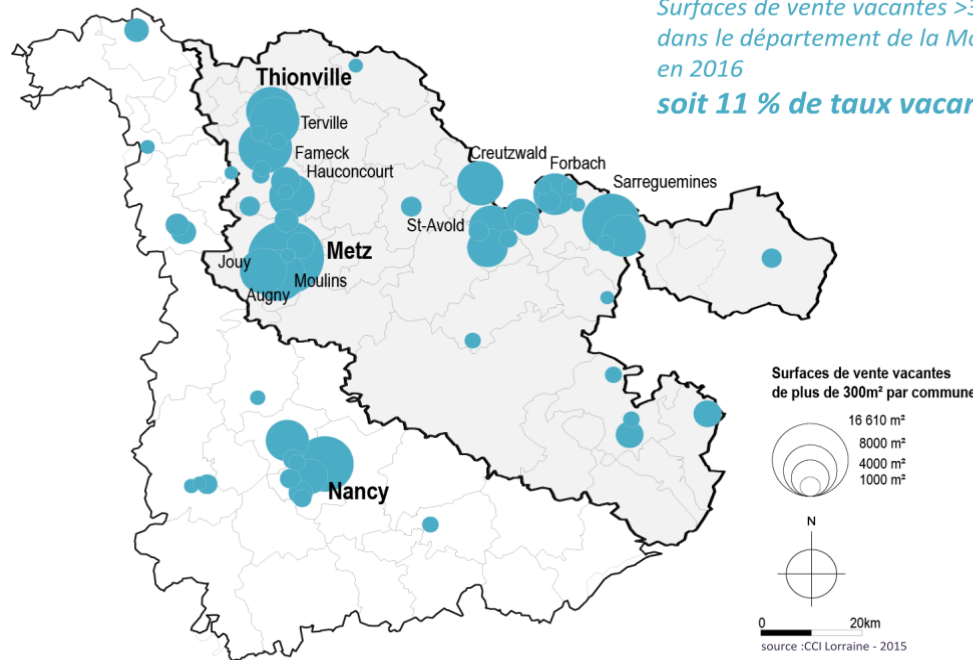 Surfaces de vente vacantes >3
dans le département de la Mo
en 2016
soit 11 % de taux vacan
Thionville
Terville
Fameck
Hauconcourt
Creutzwald
Forbach
Sarreguemines
St-Avold
Metz
Jouy
Moulins
Augny
Nancy
Surfaces de vente vacantes
de plus de 300m² par commune
16 610 m²
8000 m²
4000 m²
1000 m²
N
0 20km
source :CCI Lorraine - 2015